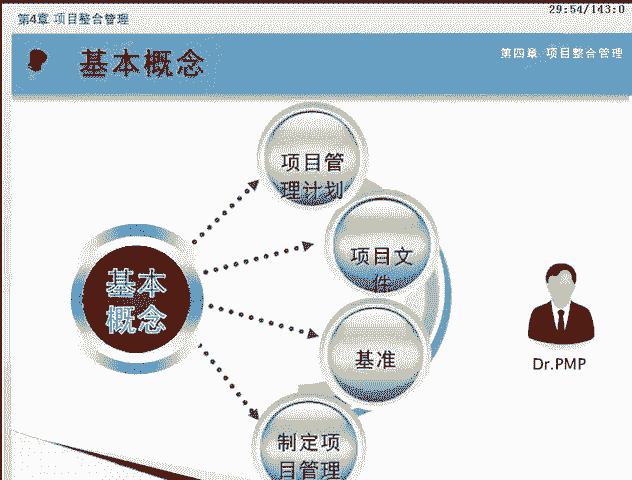 第4章 项目整合管理
29:54/143:0
基本概念
第四章 项目整合管理
项目管
理计划
项目文
件
基本
概念
基准
Dr.PMP
制定项
目管理